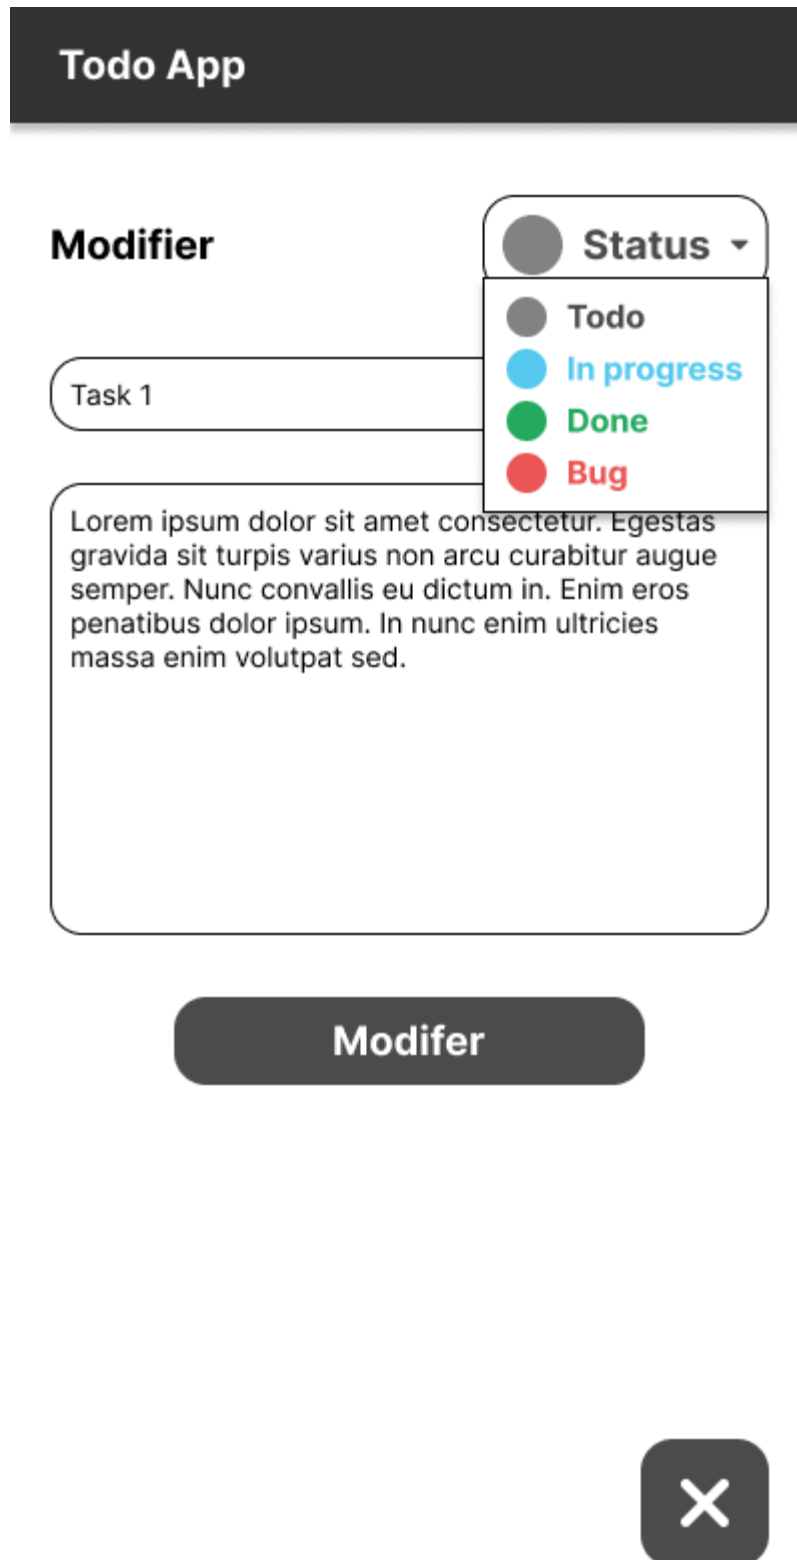 Todo App
Modifier
Status
Todo
In progress
Done
Bug
Task 1
Lorem ipsum dolor sit amet consectetur. Egestas
gravida sit turpis varius non arcu curabitur augue
semper. Nunc convallis eu dictum in. Enim eros
penatibus dolor ipsum. In nunc enim ultricies
massa enim volutpat sed.
Modifer